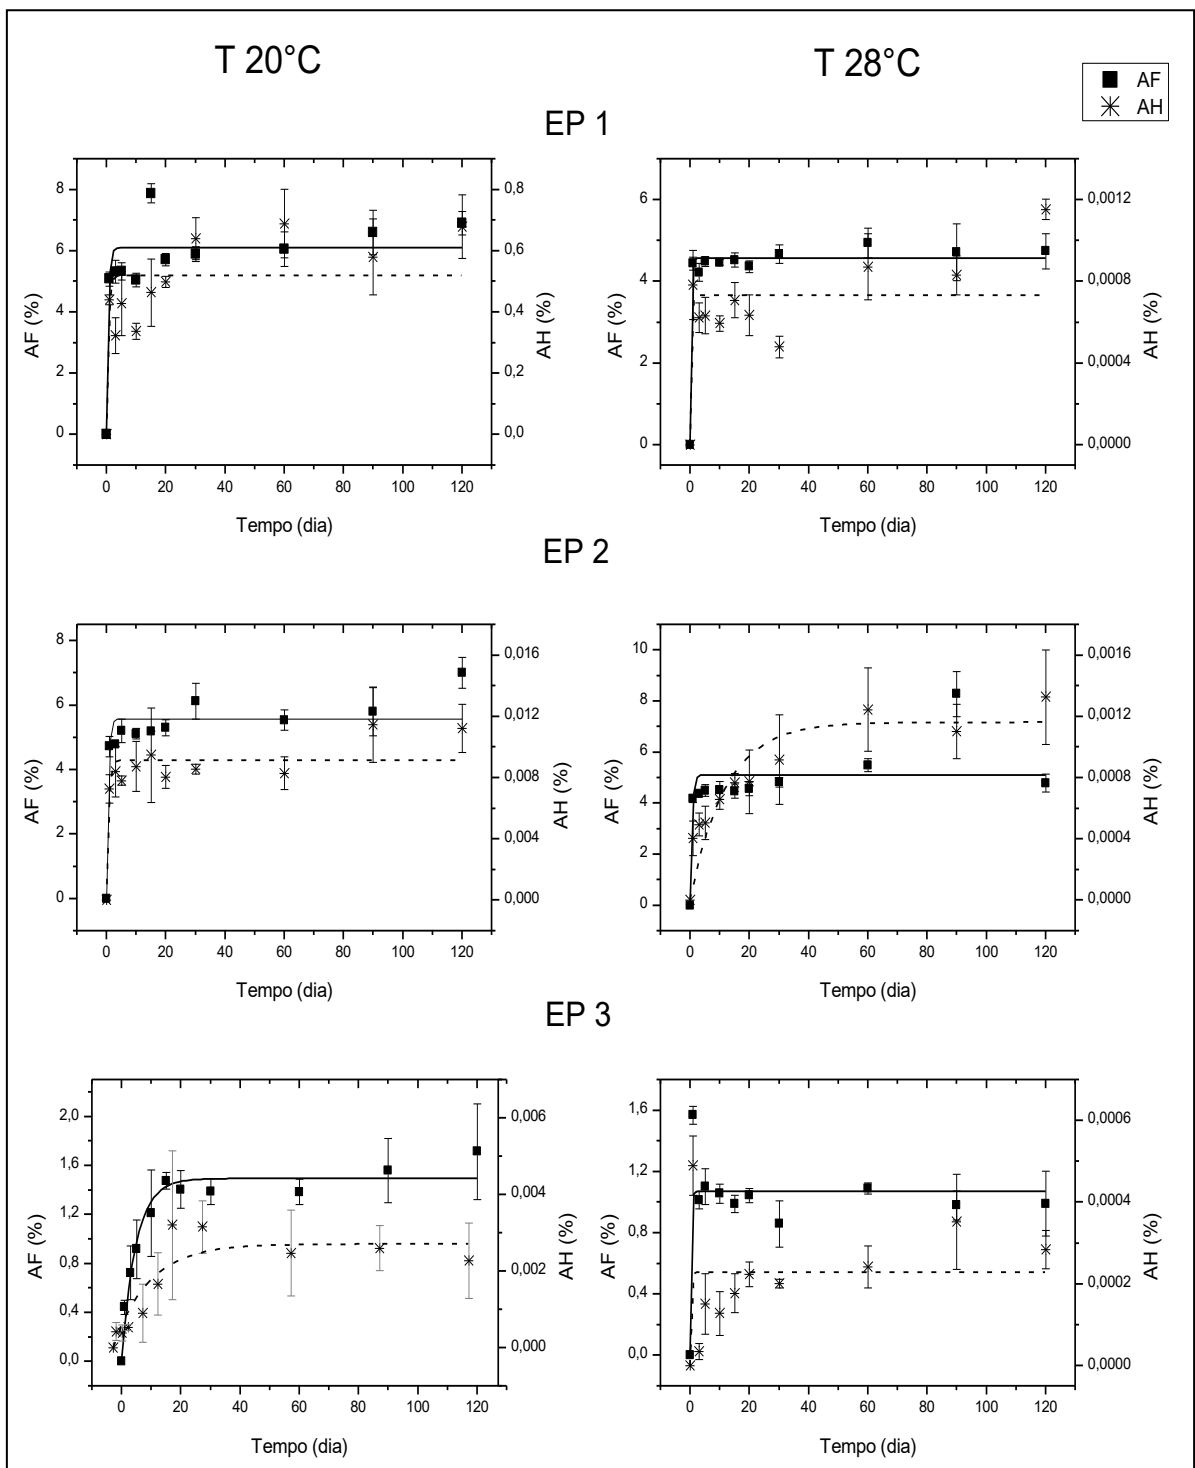 T 20°C
T 28°C
AF
AH
EP 1
8
6
4
2
0
AF (%)
0,8
0,6
0,4
0,2
0,0
AH (%)
0 20 40 60 80 100 120
Tempo (dia)
6
4
2
0
AF (%)
0,0012
0,0008
0,0004
0,0000
AH (%)
0 20 40 60 80 100 120
Tempo (dia)
EP 2
8
6
4
2
0
AF (%)
0,016
0,012
0,008
0,004
0,000
AH (%)
0 20 40 60 80 100 120
Tempo (dia)
10
8
6
4
2
0
AF (%)
0,0016
0,0012
0,0008
0,0004
0,0000
AH (%)
0 20 40 60 80 100 120
Tempo (dia)
EP 3
2,0
1,6
1,2
0,8
0,4
0,0
AF (%)
0,006
0,004
0,002
0,000
AH (%)
0 20 40 60 80 100 120
Tempo (dia)
1,6
1,2
0,8
0,4
0,0
AF (%)
0,0006
0,0004
0,0002
0,0000
AH (%)
0 20 40 60 80 100 120
Tempo (dia)